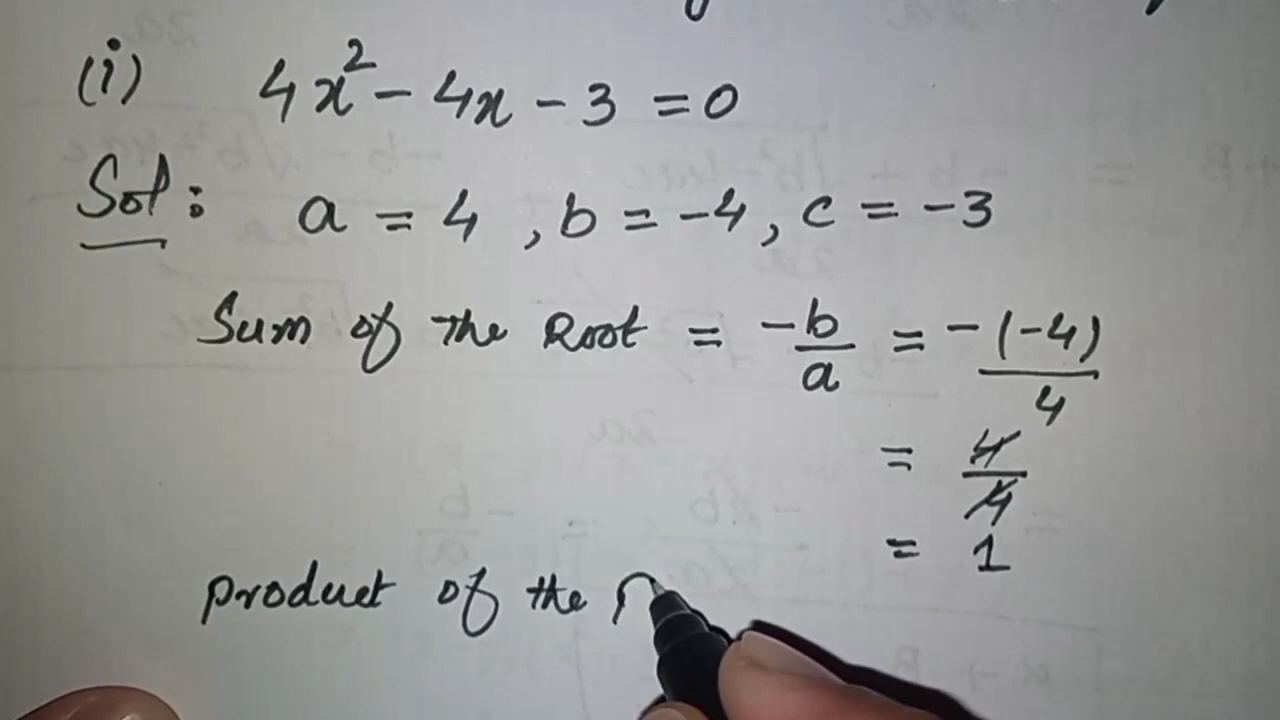 (i) 4x² - 4x - 3 = 0
Sol: a = 4, b = -4, c = -3
Sum of the Root = -b/a = -(-4)/4
= 4/4
= 1
product of the